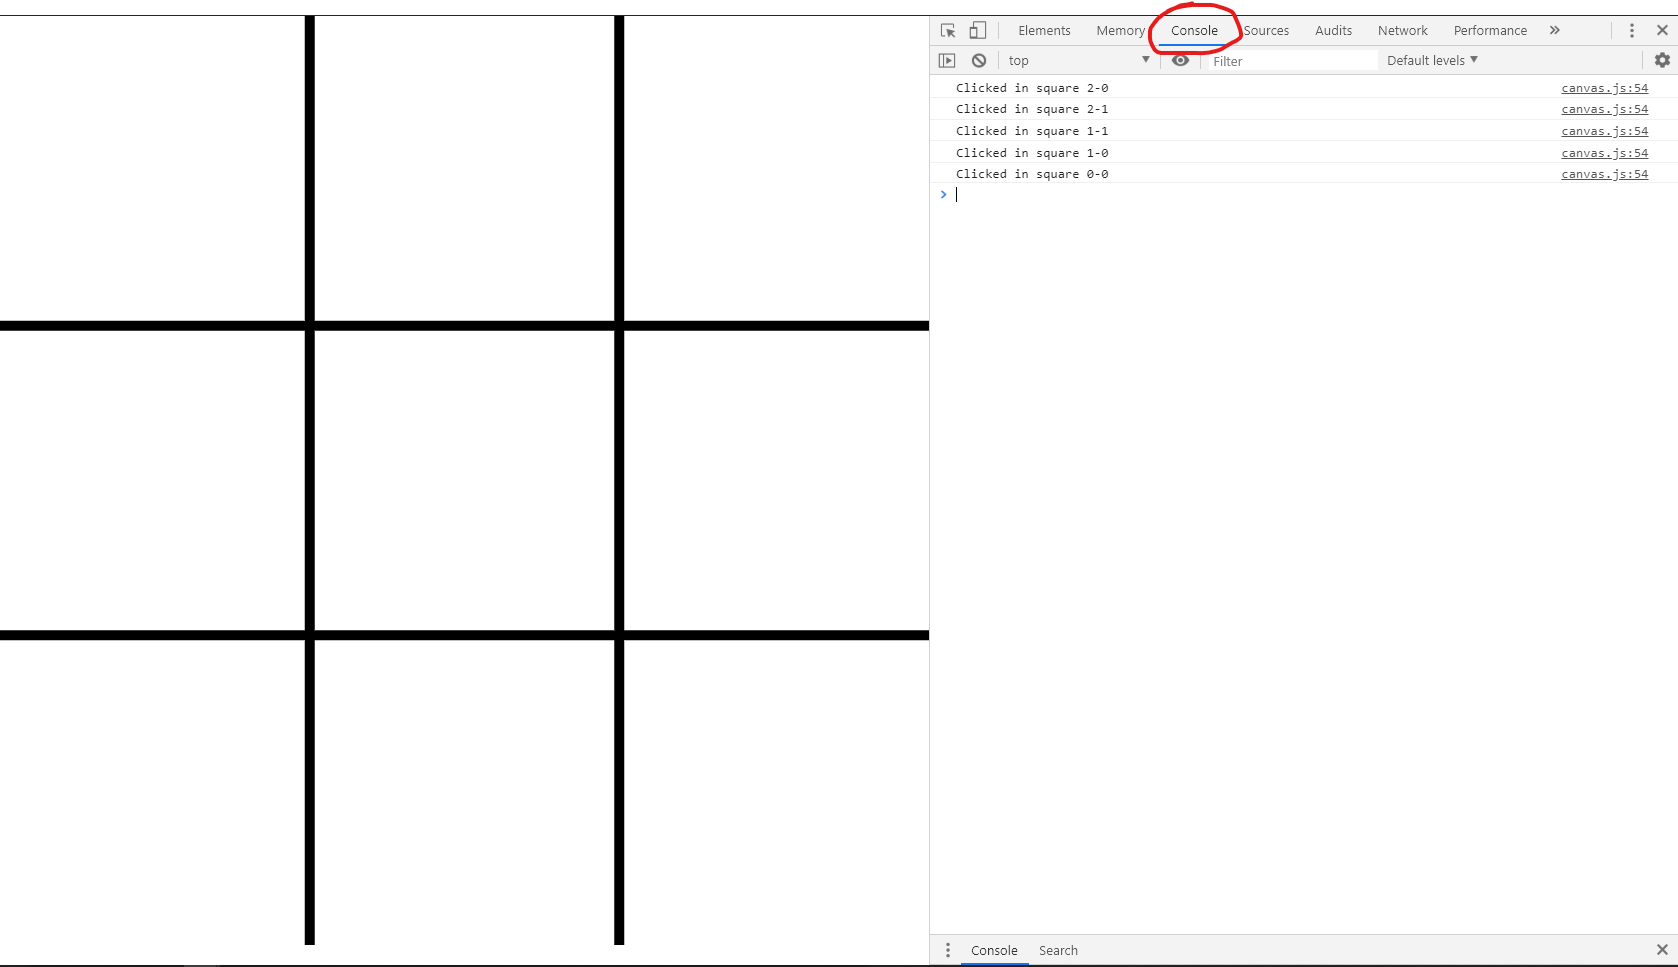 Elements Memory Console Sources Audits Network Performance
top Filter Default levels
Clicked in square 2-0 canvas.js:54
Clicked in square 2-1 canvas.js:54
Clicked in square 1-1 canvas.js:54
Clicked in square 1-0 canvas.js:54
Clicked in square 0-0 canvas.js:54
Console Search